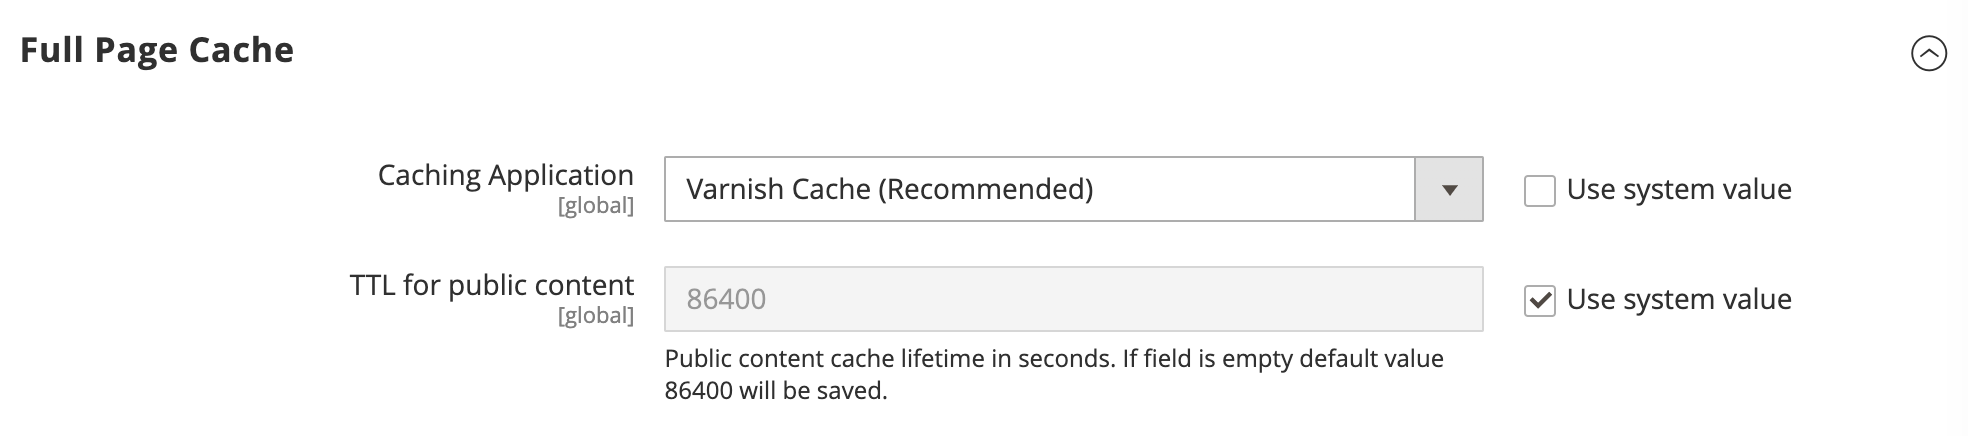 Full Page Cache
Caching Application
[global]
Varnish Cache (Recommended)
Use system value
TTL for public content
[global]
86400
Use system value
Public content cache lifetime in seconds. If field is empty default value
86400 will be saved.